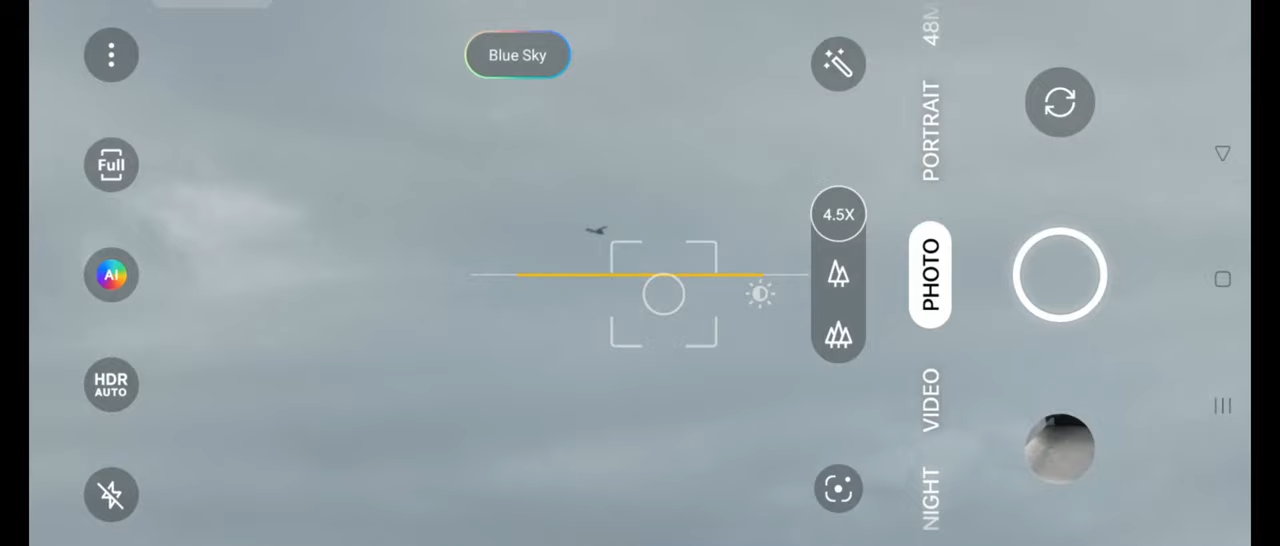 Blue Sky
Full
AI
HDR
AUTO
4.5X
48M
PORTRAIT
PHOTO
VIDEO
NIGHT